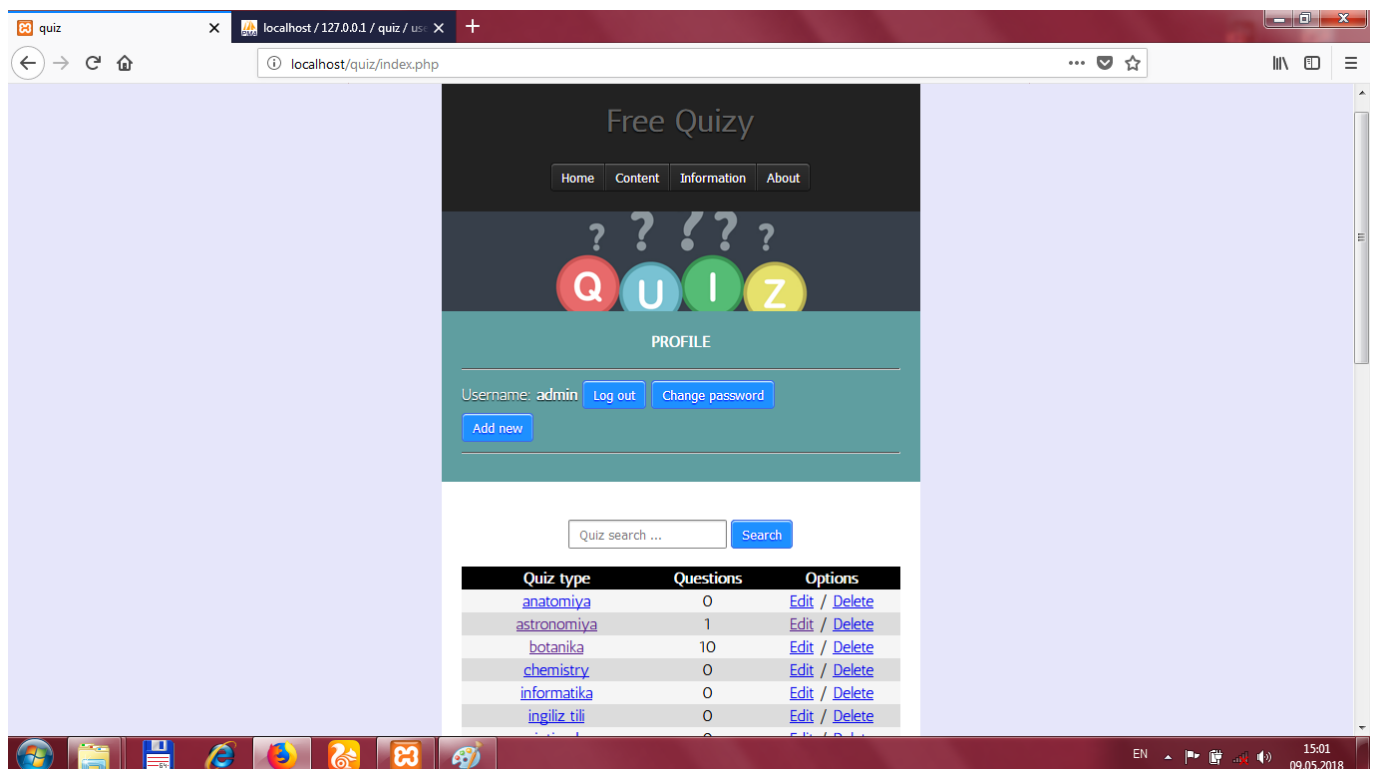 quiz
localhost / 127.0.0.1 / quiz / use
localhost/quiz/index.php
Free Quizy
Home Content Information About
? ? ? ? ?
Q U I Z
PROFILE
Username: admin Log out Change password
Add new
Quiz search ... Search
Quiz type Questions Options
anatomiya 0 Edit / Delete
astronomiya 1 Edit / Delete
botanika 10 Edit / Delete
chemistry 0 Edit / Delete
informatika 0 Edit / Delete
ingiliz tili 0 Edit / Delete
EN 15:01
09.05.2018